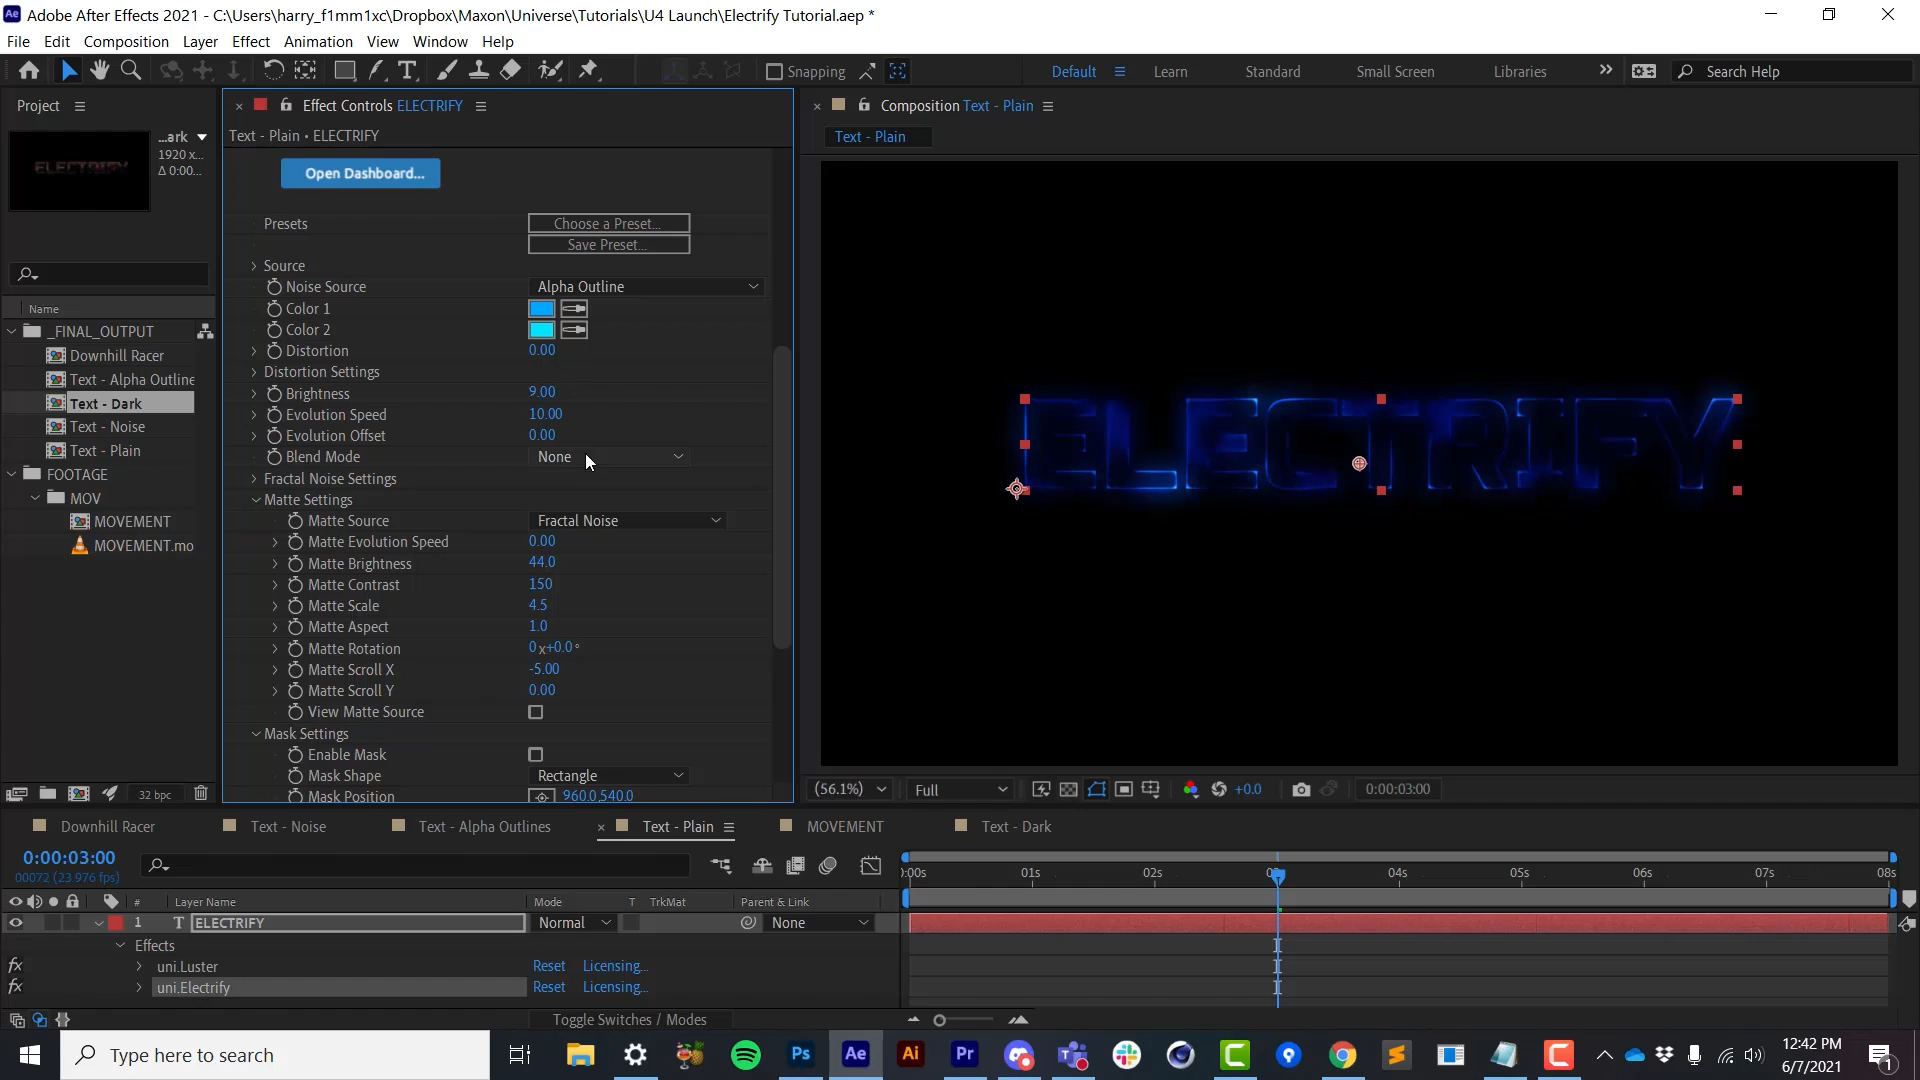 Adobe After Effects 2021 - C:\Users\harry_f1mm1xc\Dropbox\Maxon\Universe\Tutorials\U4 Launch\Electrify Tutorial.aep *
File Edit Composition Layer Effect Animation View Window Help
Snapping Default Learn Standard Small Screen Libraries Search Help
Project
...ark
1920 x...
Δ 0:00...
Name
_FINAL_OUTPUT
Downhill Racer
Text - Alpha Outline
Text - Dark
Text - Noise
Text - Plain
FOOTAGE
MOV
MOVEMENT
MOVEMENT.mo
32 bpc
Effect Controls ELECTRIFY
Text - Plain • ELECTRIFY
Open Dashboard...
Presets Choose a Preset...
Save Preset...
Source
Noise Source Alpha Outline
Color 1
Color 2
Distortion 0.00
Distortion Settings
Brightness 9.00
Evolution Speed 10.00
Evolution Offset 0.00
Blend Mode None
Fractal Noise Settings
Matte Settings
Matte Source Fractal Noise
Matte Evolution Speed 0.00
Matte Brightness 44.0
Matte Contrast 150
Matte Scale 4.5
Matte Aspect 1.0
Matte Rotation 0x+0.0°
Matte Scroll X -5.00
Matte Scroll Y 0.00
View Matte Source
Mask Settings
Enable Mask
Mask Shape Rectangle
Mask Position 960.0,540.0
Composition Text - Plain
Text - Plain
ELECTRIFY
(56.1%) Full +0.0 0:00:03:00
Downhill Racer Text - Noise Text - Alpha Outlines Text - Plain MOVEMENT Text - Dark
0:00:03:00
00072 (23.976 fps)
):00s 01s 02s 04s 05s 06s 07s 08s
# Layer Name Mode T TrkMat Parent & Link
1 T ELECTRIFY Normal None
Effects
fx uni.Luster Reset Licensing...
fx uni.Electrify Reset Licensing...
Toggle Switches / Modes
Type here to search
Ps Ae Ai Pr
12:42 PM
6/7/2021
1